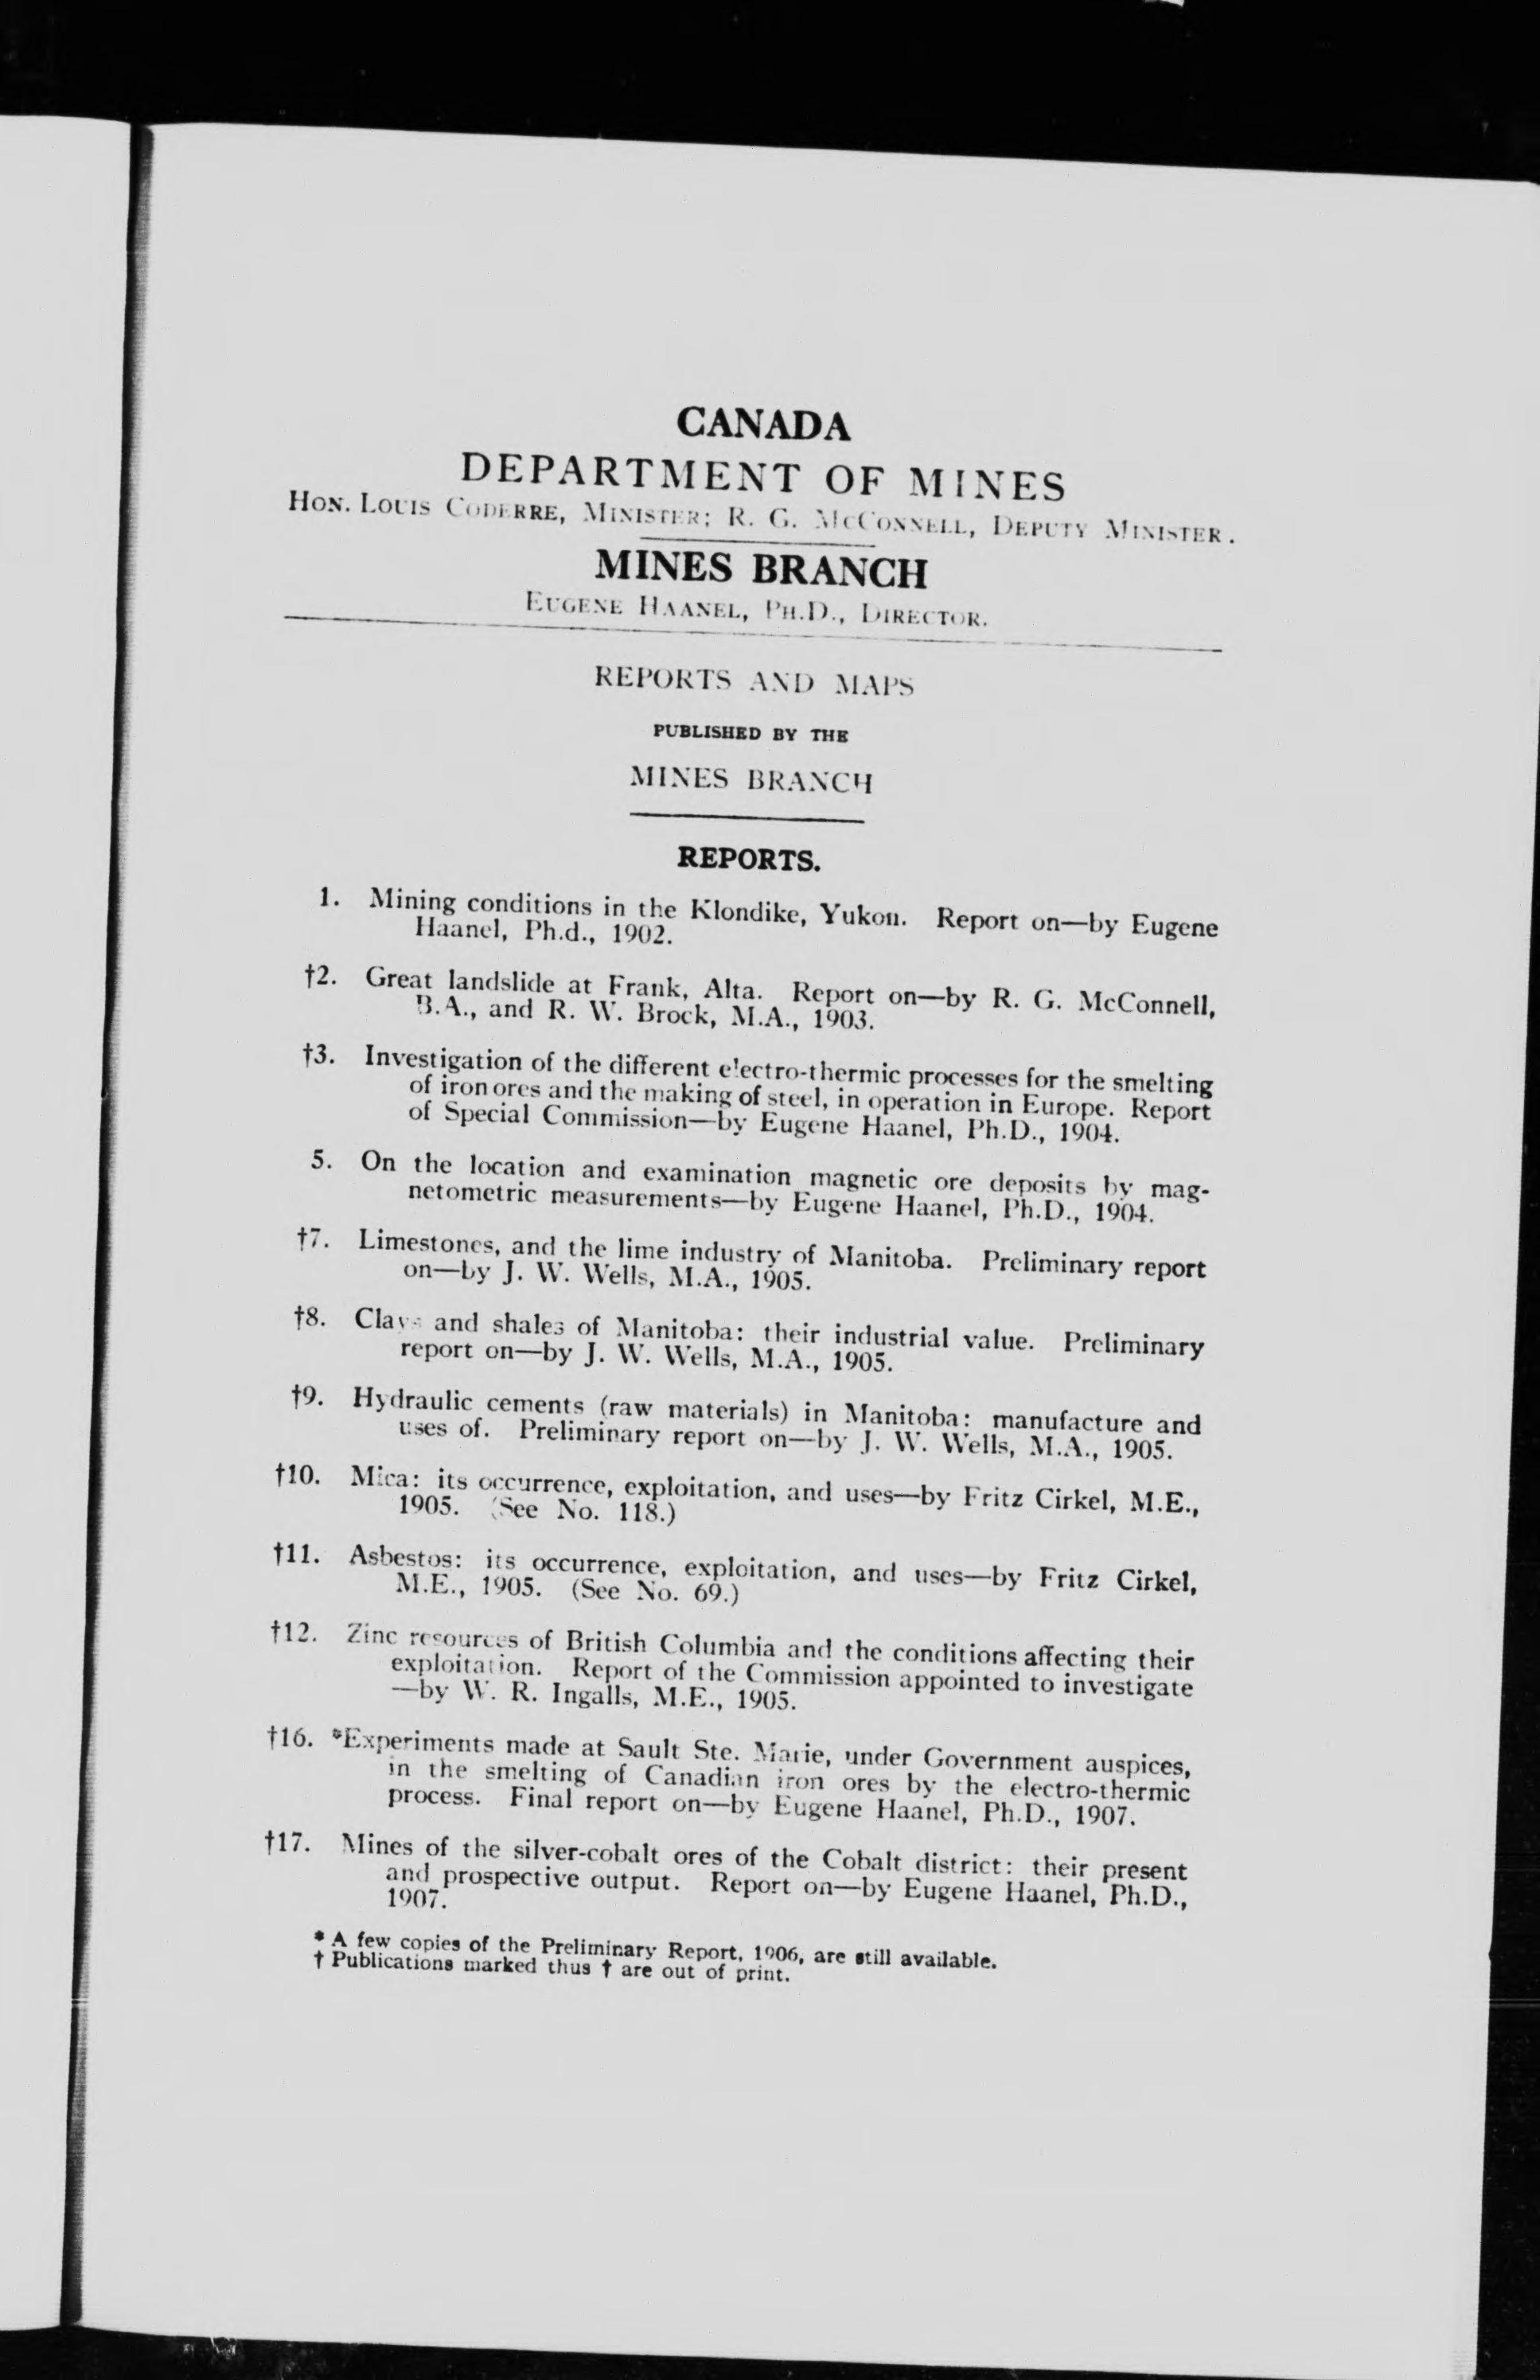 CANADA
DEPARTMENT OF MINES
HON. LOUIS CODERRE, MINISTER; R. G. MCCONNELL, DEPUTY MINISTER.
MINES BRANCH
EUGENE HAANEL, PH.D., DIRECTOR.
REPORTS AND MAPS
PUBLISHED BY THE
MINES BRANCH
REPORTS.
1. Mining conditions in the Klondike, Yukon. Report on—by Eugene
Haanel, Ph.d., 1902.
†2. Great landslide at Frank, Alta. Report on—by R. G. McConnell,
B.A., and R. W. Brock, M.A., 1903.
†3. Investigation of the different electro-thermic processes for the smelting
of iron ores and the making of steel, in operation in Europe. Report
of Special Commission—by Eugene Haanel, Ph.D., 1904.
5. On the location and examination magnetic ore deposits by mag-
netometric measurements—by Eugene Haanel, Ph.D., 1904.
†7. Limestones, and the lime industry of Manitoba. Preliminary report
on—by J. W. Wells, M.A., 1905.
†8. Clays and shales of Manitoba: their industrial value. Preliminary
report on—by J. W. Wells, M.A., 1905.
†9. Hydraulic cements (raw materials) in Manitoba: manufacture and
uses of. Preliminary report on—by J. W. Wells, M.A., 1905.
†10. Mica: its occurrence, exploitation, and uses—by Fritz Cirkel, M.E.,
1905. (See No. 118.)
†11. Asbestos: its occurrence, exploitation, and uses—by Fritz Cirkel,
M.E., 1905. (See No. 69.)
†12. Zinc resources of British Columbia and the conditions affecting their
exploitation. Report of the Commission appointed to investigate
—by W. R. Ingalls, M.E., 1905.
†16. *Experiments made at Sault Ste. Marie, under Government auspices,
in the smelting of Canadian iron ores by the electro-thermic
process. Final report on—by Eugene Haanel, Ph.D., 1907.
†17. Mines of the silver-cobalt ores of the Cobalt district: their present
and prospective output. Report on—by Eugene Haanel, Ph.D.,
1907.
* A few copies of the Preliminary Report, 1906, are still available.
† Publications marked thus † are out of print.